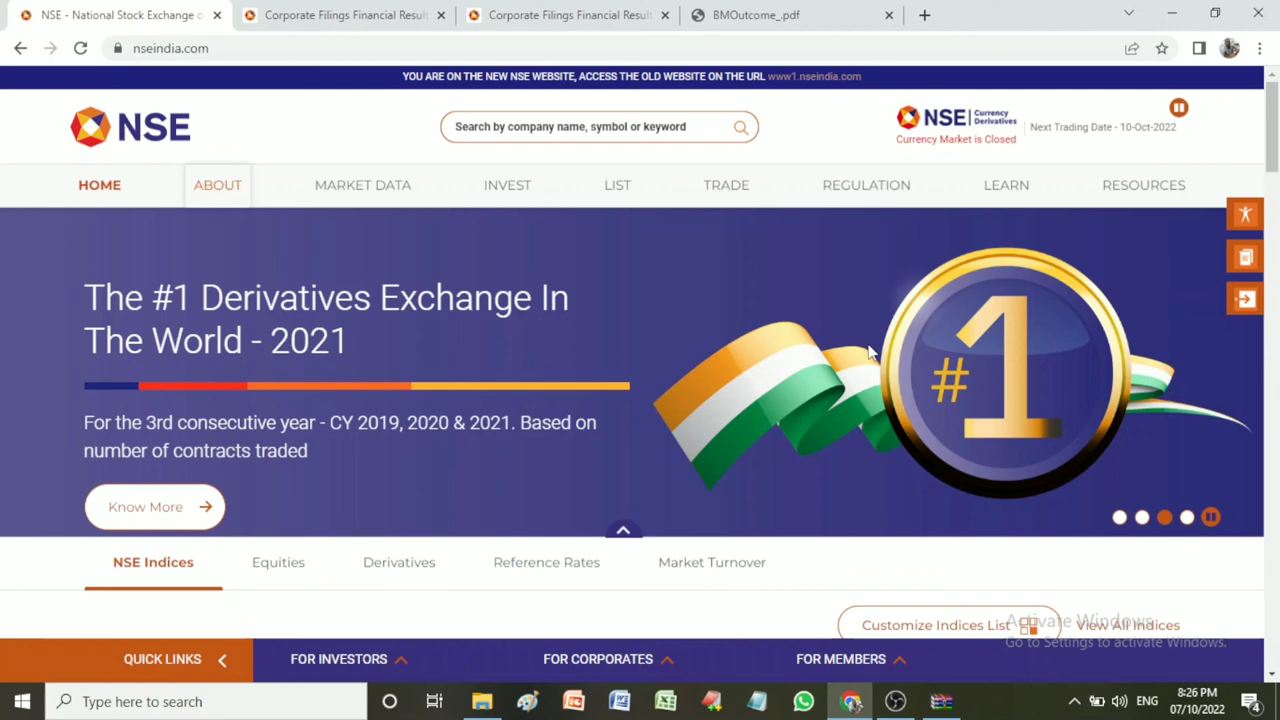 NSE - National Stock Exchange o
Corporate Filings Financial Result
Corporate Filings Financial Result
BMOutcome_.pdf
nseindia.com
YOU ARE ON THE NEW NSE WEBSITE, ACCESS THE OLD WEBSITE ON THE URL www1.nseindia.com
NSE
Search by company name, symbol or keyword
NSE Currency Derivatives
Currency Market is Closed
Next Trading Date - 10-Oct-2022
HOME ABOUT MARKET DATA INVEST LIST TRADE REGULATION LEARN RESOURCES
The #1 Derivatives Exchange In
The World - 2021
For the 3rd consecutive year - CY 2019, 2020 & 2021. Based on
number of contracts traded
Know More
#1
NSE Indices Equities Derivatives Reference Rates Market Turnover
Customize Indices List View All Indices
Activate Windows
Go to Settings to activate Windows.
QUICK LINKS FOR INVESTORS FOR CORPORATES FOR MEMBERS
Type here to search
ENG
8:26 PM
07/10/2022
4